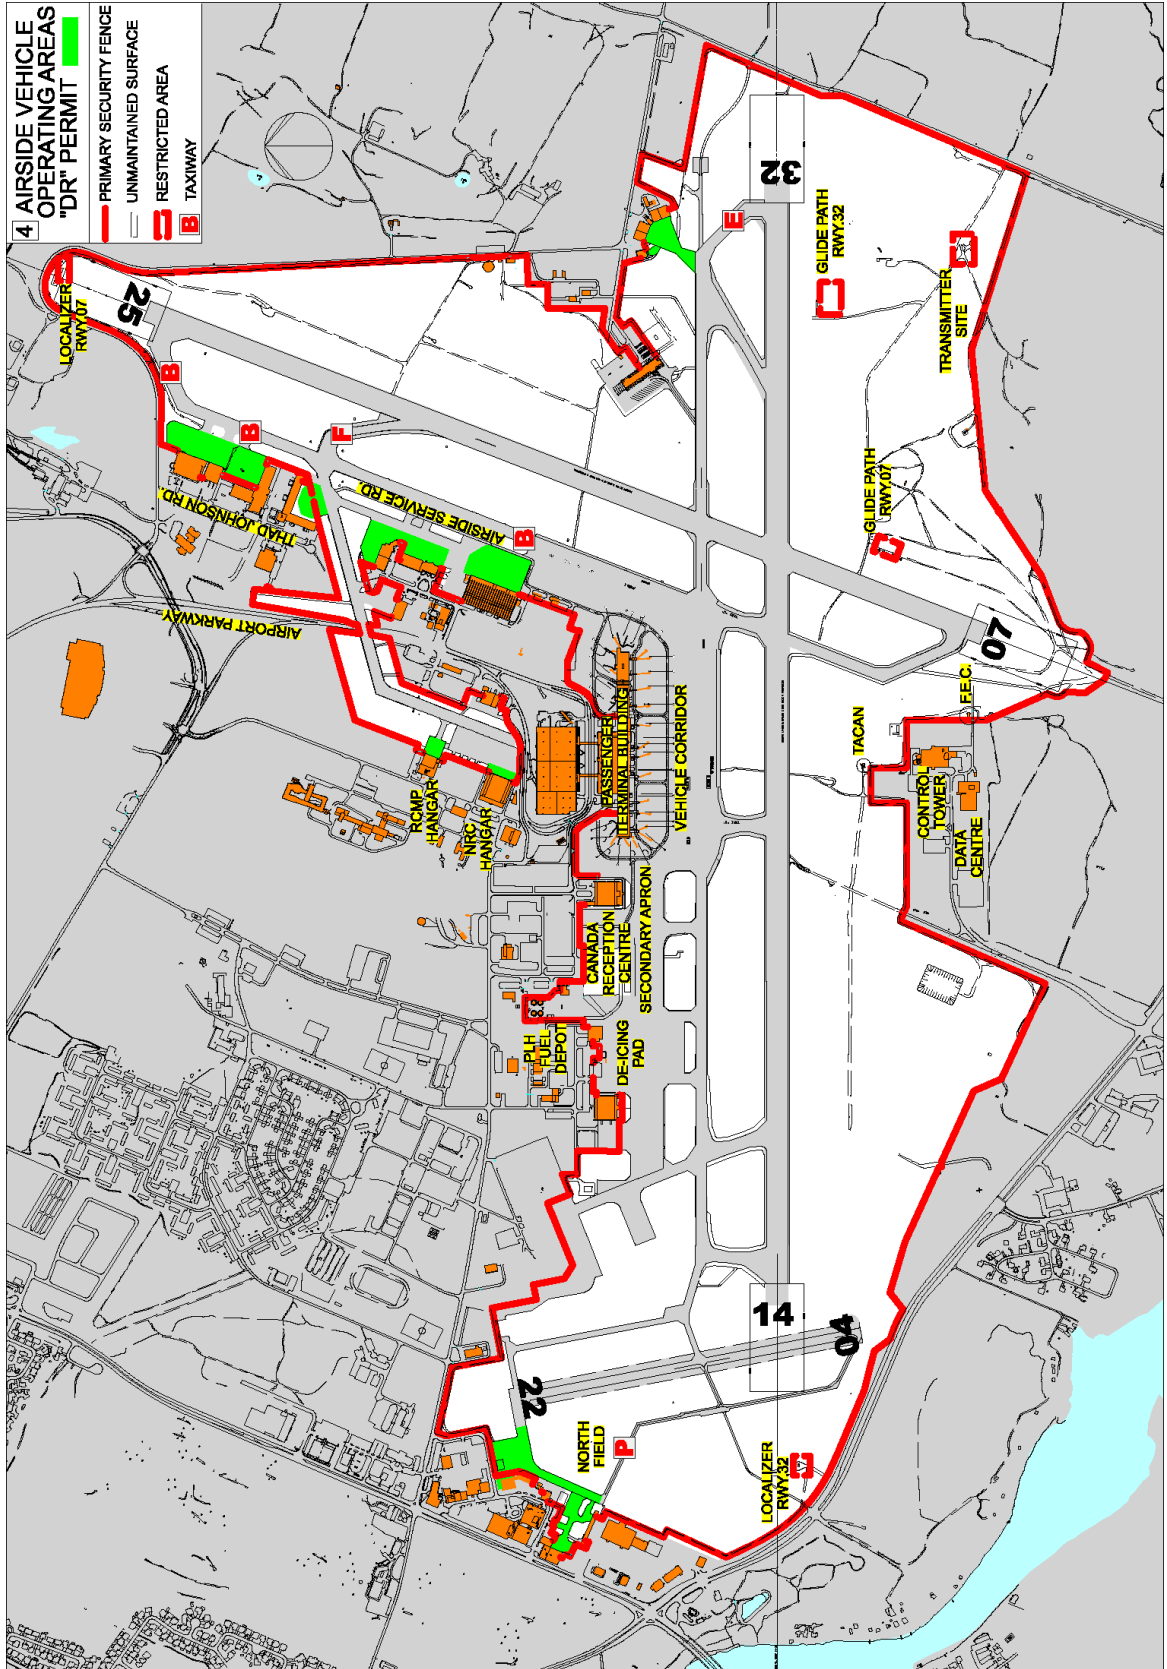 4 AIRSIDE VEHICLE
OPERATING AREAS
"DR" PERMIT
PRIMARY SECURITY FENCE
UNMAINTAINED SURFACE
RESTRICTED AREA
B TAXIWAY
LOCALIZER
RWY.07
25
B
B
F
THAD JOHNSON RD.
AIRSIDE SERVICE RD.
B
AIRPORT PARKWAY
32
E
GLIDE PATH
RWY.32
TRANSMITTER
SITE
GLIDE PATH
RWY.07
07
F.E.C.
TACAN
CONTROL
TOWER
DATA
CENTRE
PASSENGER
TERMINAL BUILDING
VEHICLE CORRIDOR
RCMP
HANGAR
NRC
HANGAR
CANADA
RECEPTION
CENTRE
SECONDARY APRON
PLH
FUEL
DEPOT
DE-ICING
PAD
14
04
22
NORTH
FIELD
P
LOCALIZER
RWY.32